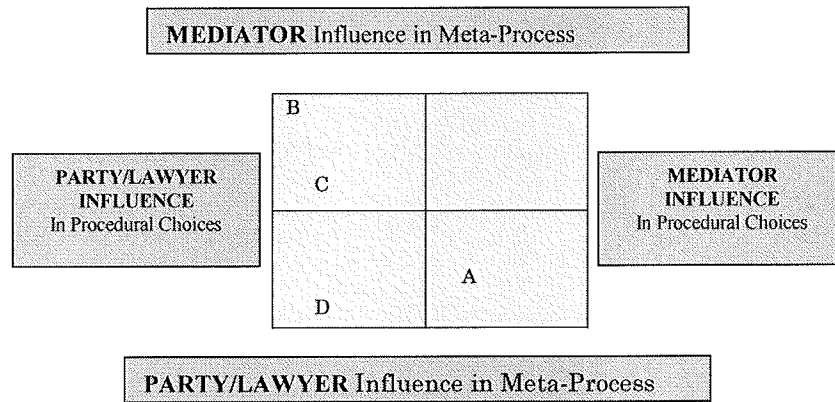 MEDIATOR Influence in Meta-Process
B
PARTY/LAWYER
INFLUENCE
In Procedural Choices
C
MEDIATOR
INFLUENCE
In Procedural Choices
A
D
PARTY/LAWYER Influence in Meta-Process